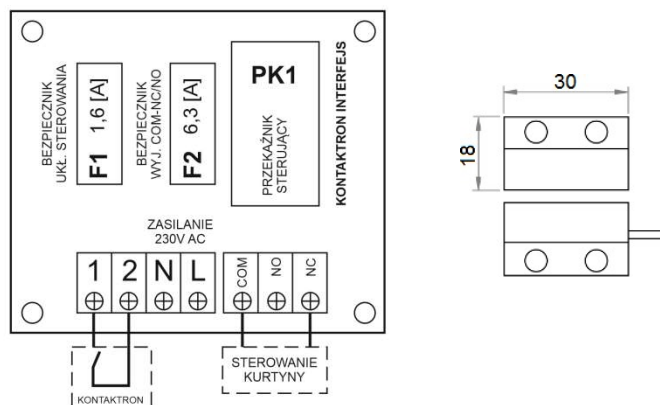 BEZPIECZNIK
UKŁ. STEROWANIA
F1 1,6 [A]
BEZPIECZNIK
WYJ. COM-NC/NO
F2 6,3 [A]
PK1
PRZEKAŹNIK
STERUJĄCY
KONTAKTRON INTERFEJS
ZASILANIE
230V AC
1 2 N L
COM NO NC
KONTAKTRON
STEROWANIE
KURTYNY
30
18